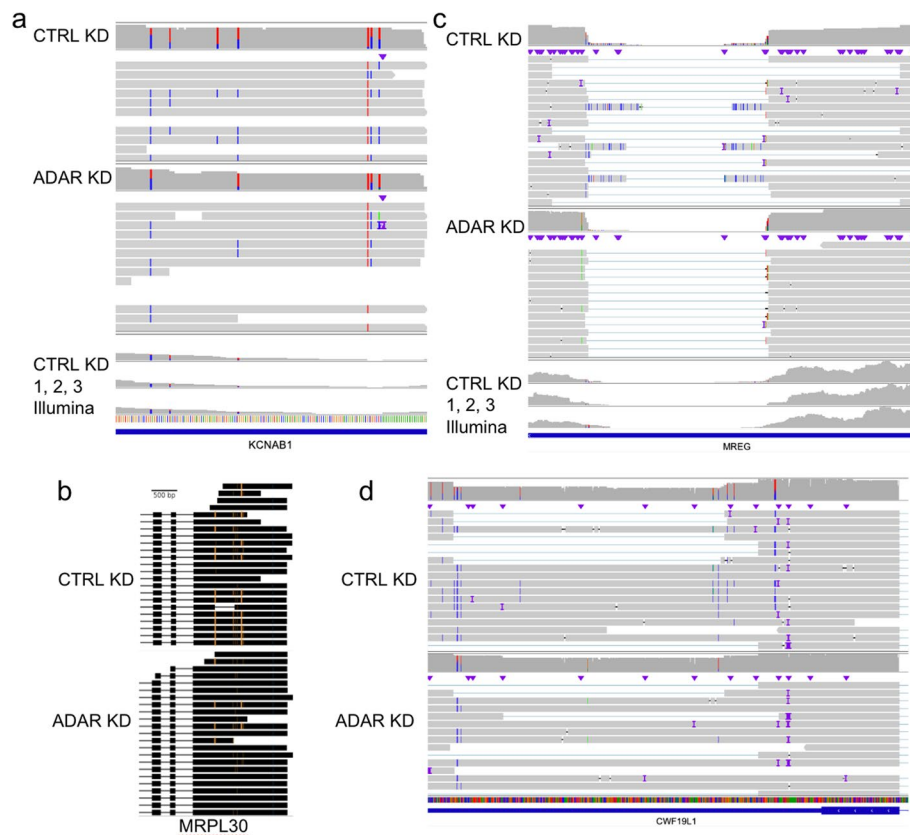 a
CTRL KD
ADAR KD
CTRL KD
1, 2, 3
Illumina
KCNAB1
c
CTRL KD
ADAR KD
CTRL KD
1, 2, 3
Illumina
MREG
b
500 bp
CTRL KD
ADAR KD
MRPL30
d
CTRL KD
ADAR KD
CWF19L1